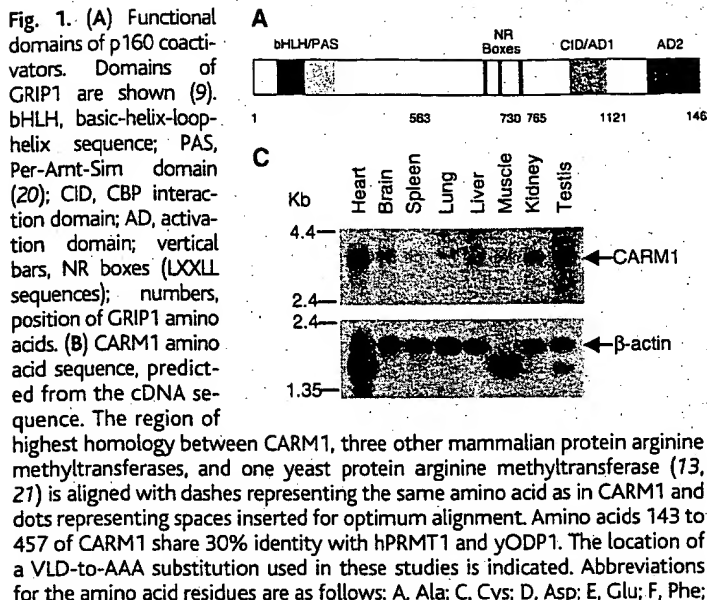 Fig. 1. (A) Functional
domains of p160 coacti-
vators. Domains of
GRIP1 are shown (9).
bHLH, basic-helix-loop-
helix sequence; PAS,
Per-Arnt-Sim domain
(20); CID, CBP interac-
tion domain; AD, activa-
tion domain; vertical
bars, NR boxes (LXXLL
sequences); numbers,
position of GRIP1 amino
acids. (B) CARM1 amino
acid sequence, predict-
ed from the cDNA se-
quence. The region of
highest homology between CARM1, three other mammalian protein arginine
methyltransferases, and one yeast protein arginine methyltransferase (13,
21) is aligned with dashes representing the same amino acid as in CARM1 and
dots representing spaces inserted for optimum alignment. Amino acids 143 to
457 of CARM1 share 30% identity with hPRMT1 and yODP1. The location of
a VLD-to-AAA substitution used in these studies is indicated. Abbreviations
for the amino acid residues are as follows: A, Ala; C, Cys; D, Asp; E, Glu; F, Phe;
A
bHLH/PAS
NR
Boxes
CID/AD1
AD2
1 563 730 765 1121 146
C
Kb
Heart
Brain
Spleen
Lung
Liver
Muscle
Kidney
Testis
4.4
CARM1
2.4
2.4
β-actin
1.35